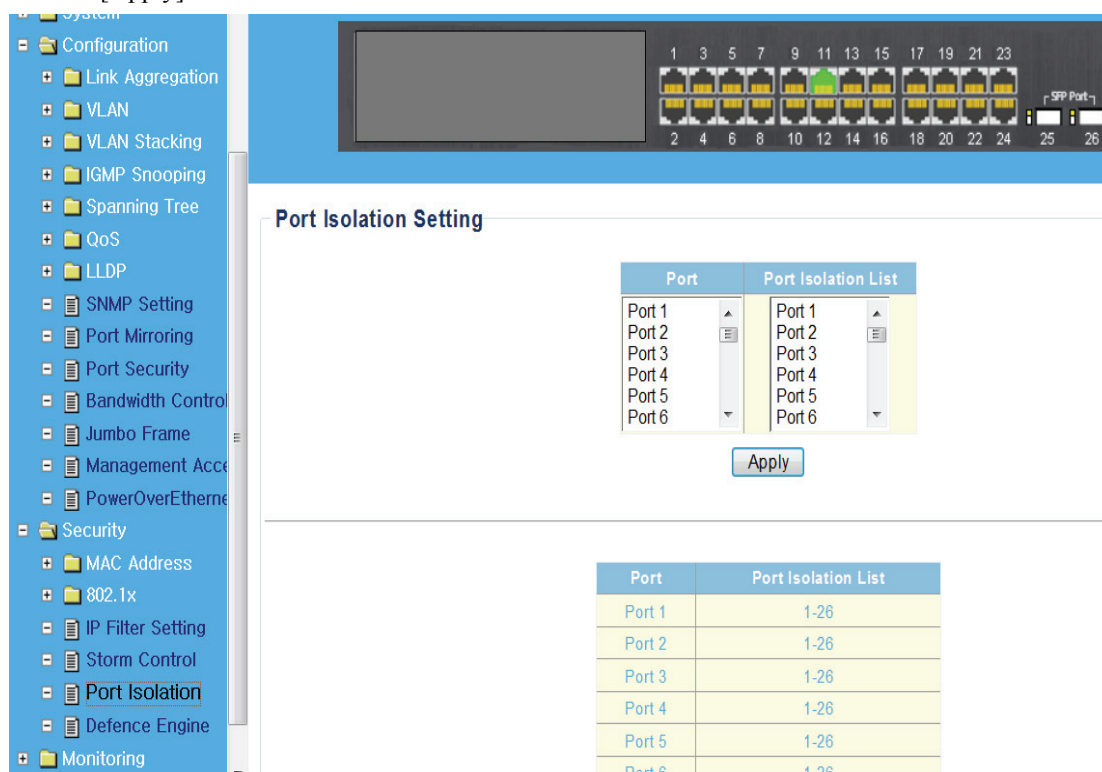 [Apply]
System
Configuration
Link Aggregation
VLAN
VLAN Stacking
IGMP Snooping
Spanning Tree
QoS
LLDP
SNMP Setting
Port Mirroring
Port Security
Bandwidth Control
Jumbo Frame
Management Acce
PowerOverEtherne
Security
MAC Address
802.1x
IP Filter Setting
Storm Control
Port Isolation
Defence Engine
Monitoring
1 3 5 7 9 11 13 15 17 19 21 23
SFP Port
2 4 6 8 10 12 14 16 18 20 22 24 25 26
Port Isolation Setting
Port Port Isolation List
Port 1 Port 1
Port 2 Port 2
Port 3 Port 3
Port 4 Port 4
Port 5 Port 5
Port 6 Port 6
Apply
Port Port Isolation List
Port 1 1-26
Port 2 1-26
Port 3 1-26
Port 4 1-26
Port 5 1-26
Port 6 1-26